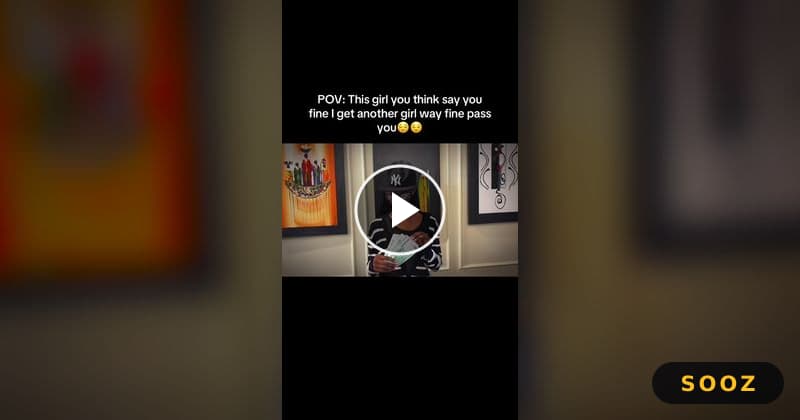 POV: This girl you think say you
fine I get another girl way fine pass
you😌😌
NY
SOOZ